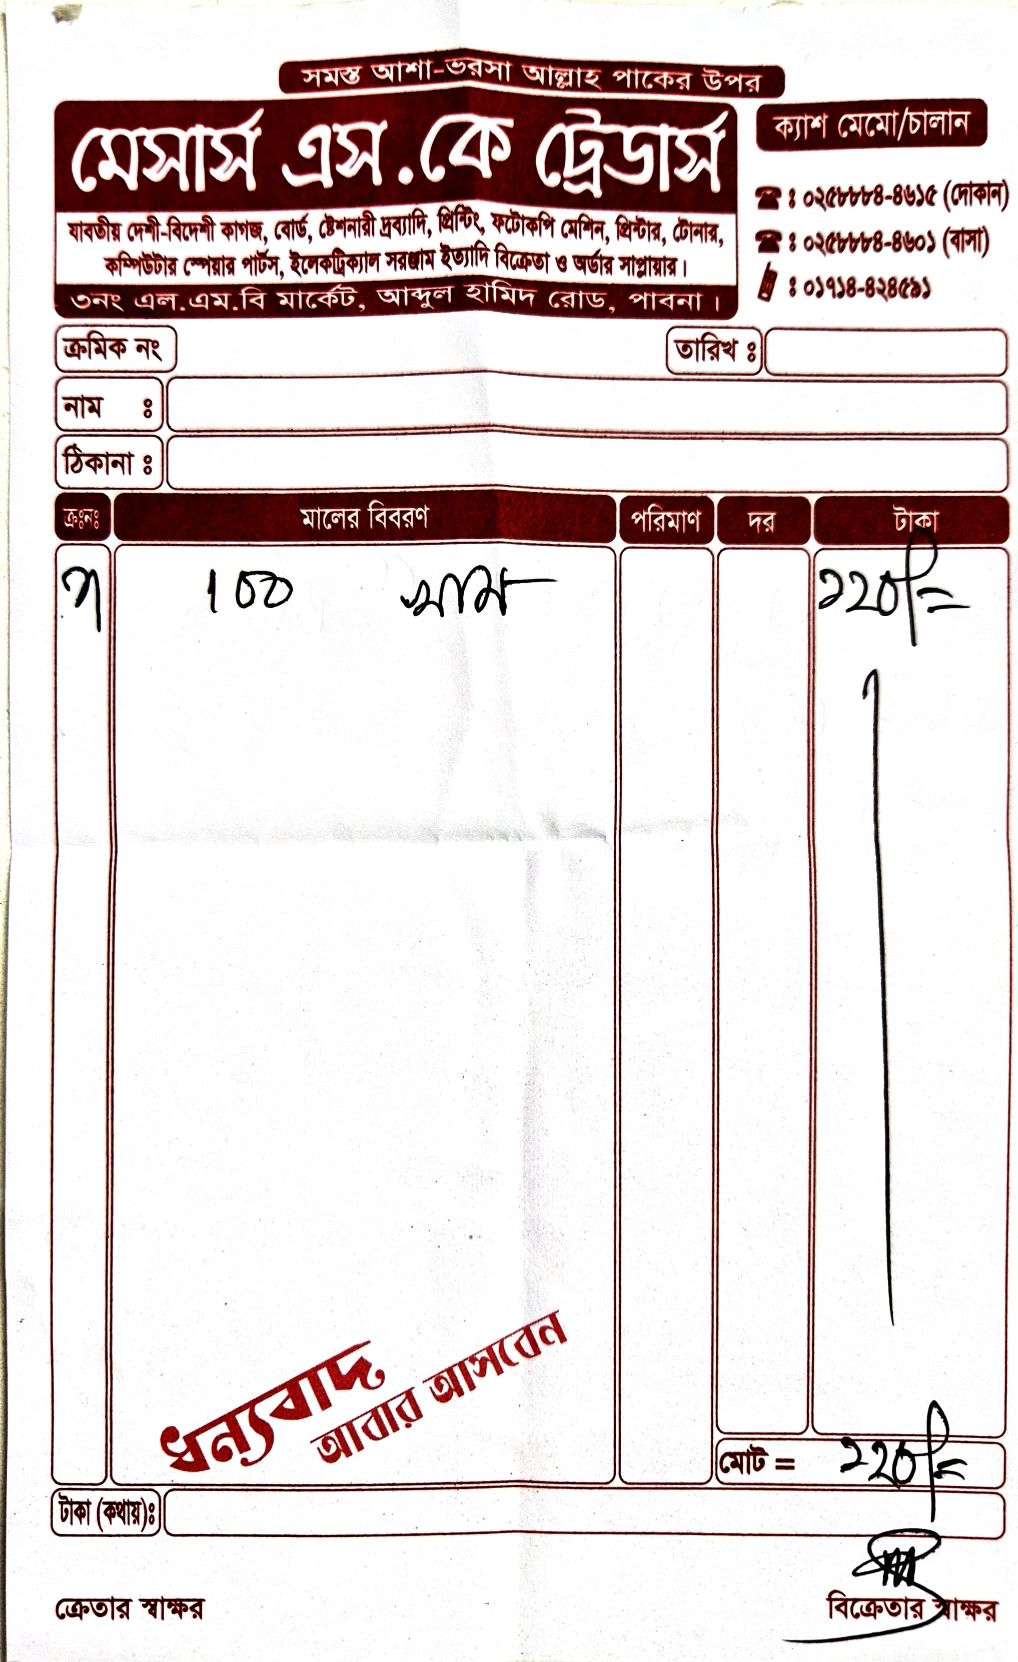 সমস্ত আশা-ভরসা আল্লাহ পাকের উপর
মেসার্স এস.কে ট্রেডার্স
ক্যাশ মেমো/চালান
যাবতীয় দেশী-বিদেশী কাগজ, বোর্ড, ষ্টেশনারী দ্রব্যাদি, প্রিন্টিং, ফটোকপি মেশিন, প্রিন্টার, টোনার,
কম্পিউটার স্পেয়ার পার্টস, ইলেকট্রিক্যাল সরঞ্জাম ইত্যাদি বিক্রেতা ও অর্ডার সাপ্লায়ার।
৩নং এল.এম.বি মার্কেট, আব্দুল হামিদ রোড, পাবনা।
ঃ ০২৫৮৮৮৪-৪৬১৫ (দোকান)
ঃ ০২৫৮৮৮৪-৪৬০১ (বাসা)
ঃ ০১৭১৪-৪২৪৫৯১
ক্রমিক নং
তারিখ ঃ
নাম ঃ
ঠিকানা ঃ
ক্রঃনঃ মালের বিবরণ পরিমাণ দর টাকা
100 খাম 220/=
ধন্যবাদ
আবার আসবেন
মোট = 220/=
টাকা (কথায়)ঃ
ক্রেতার স্বাক্ষর
বিক্রেতার স্বাক্ষর